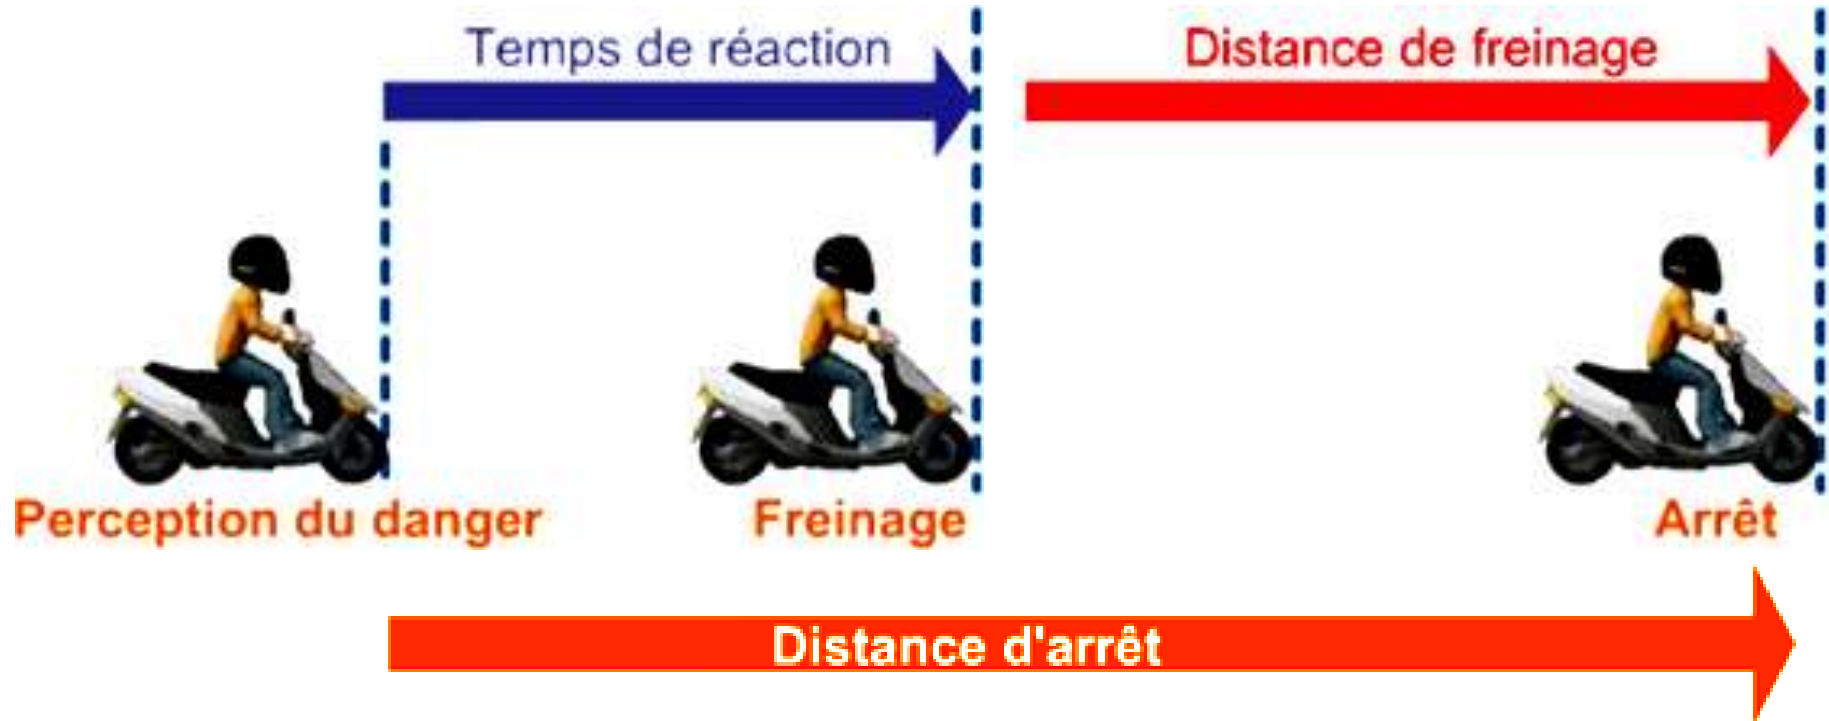 Temps de réaction
Distance de freinage
Perception du danger
Freinage
Arrêt
Distance d'arrêt